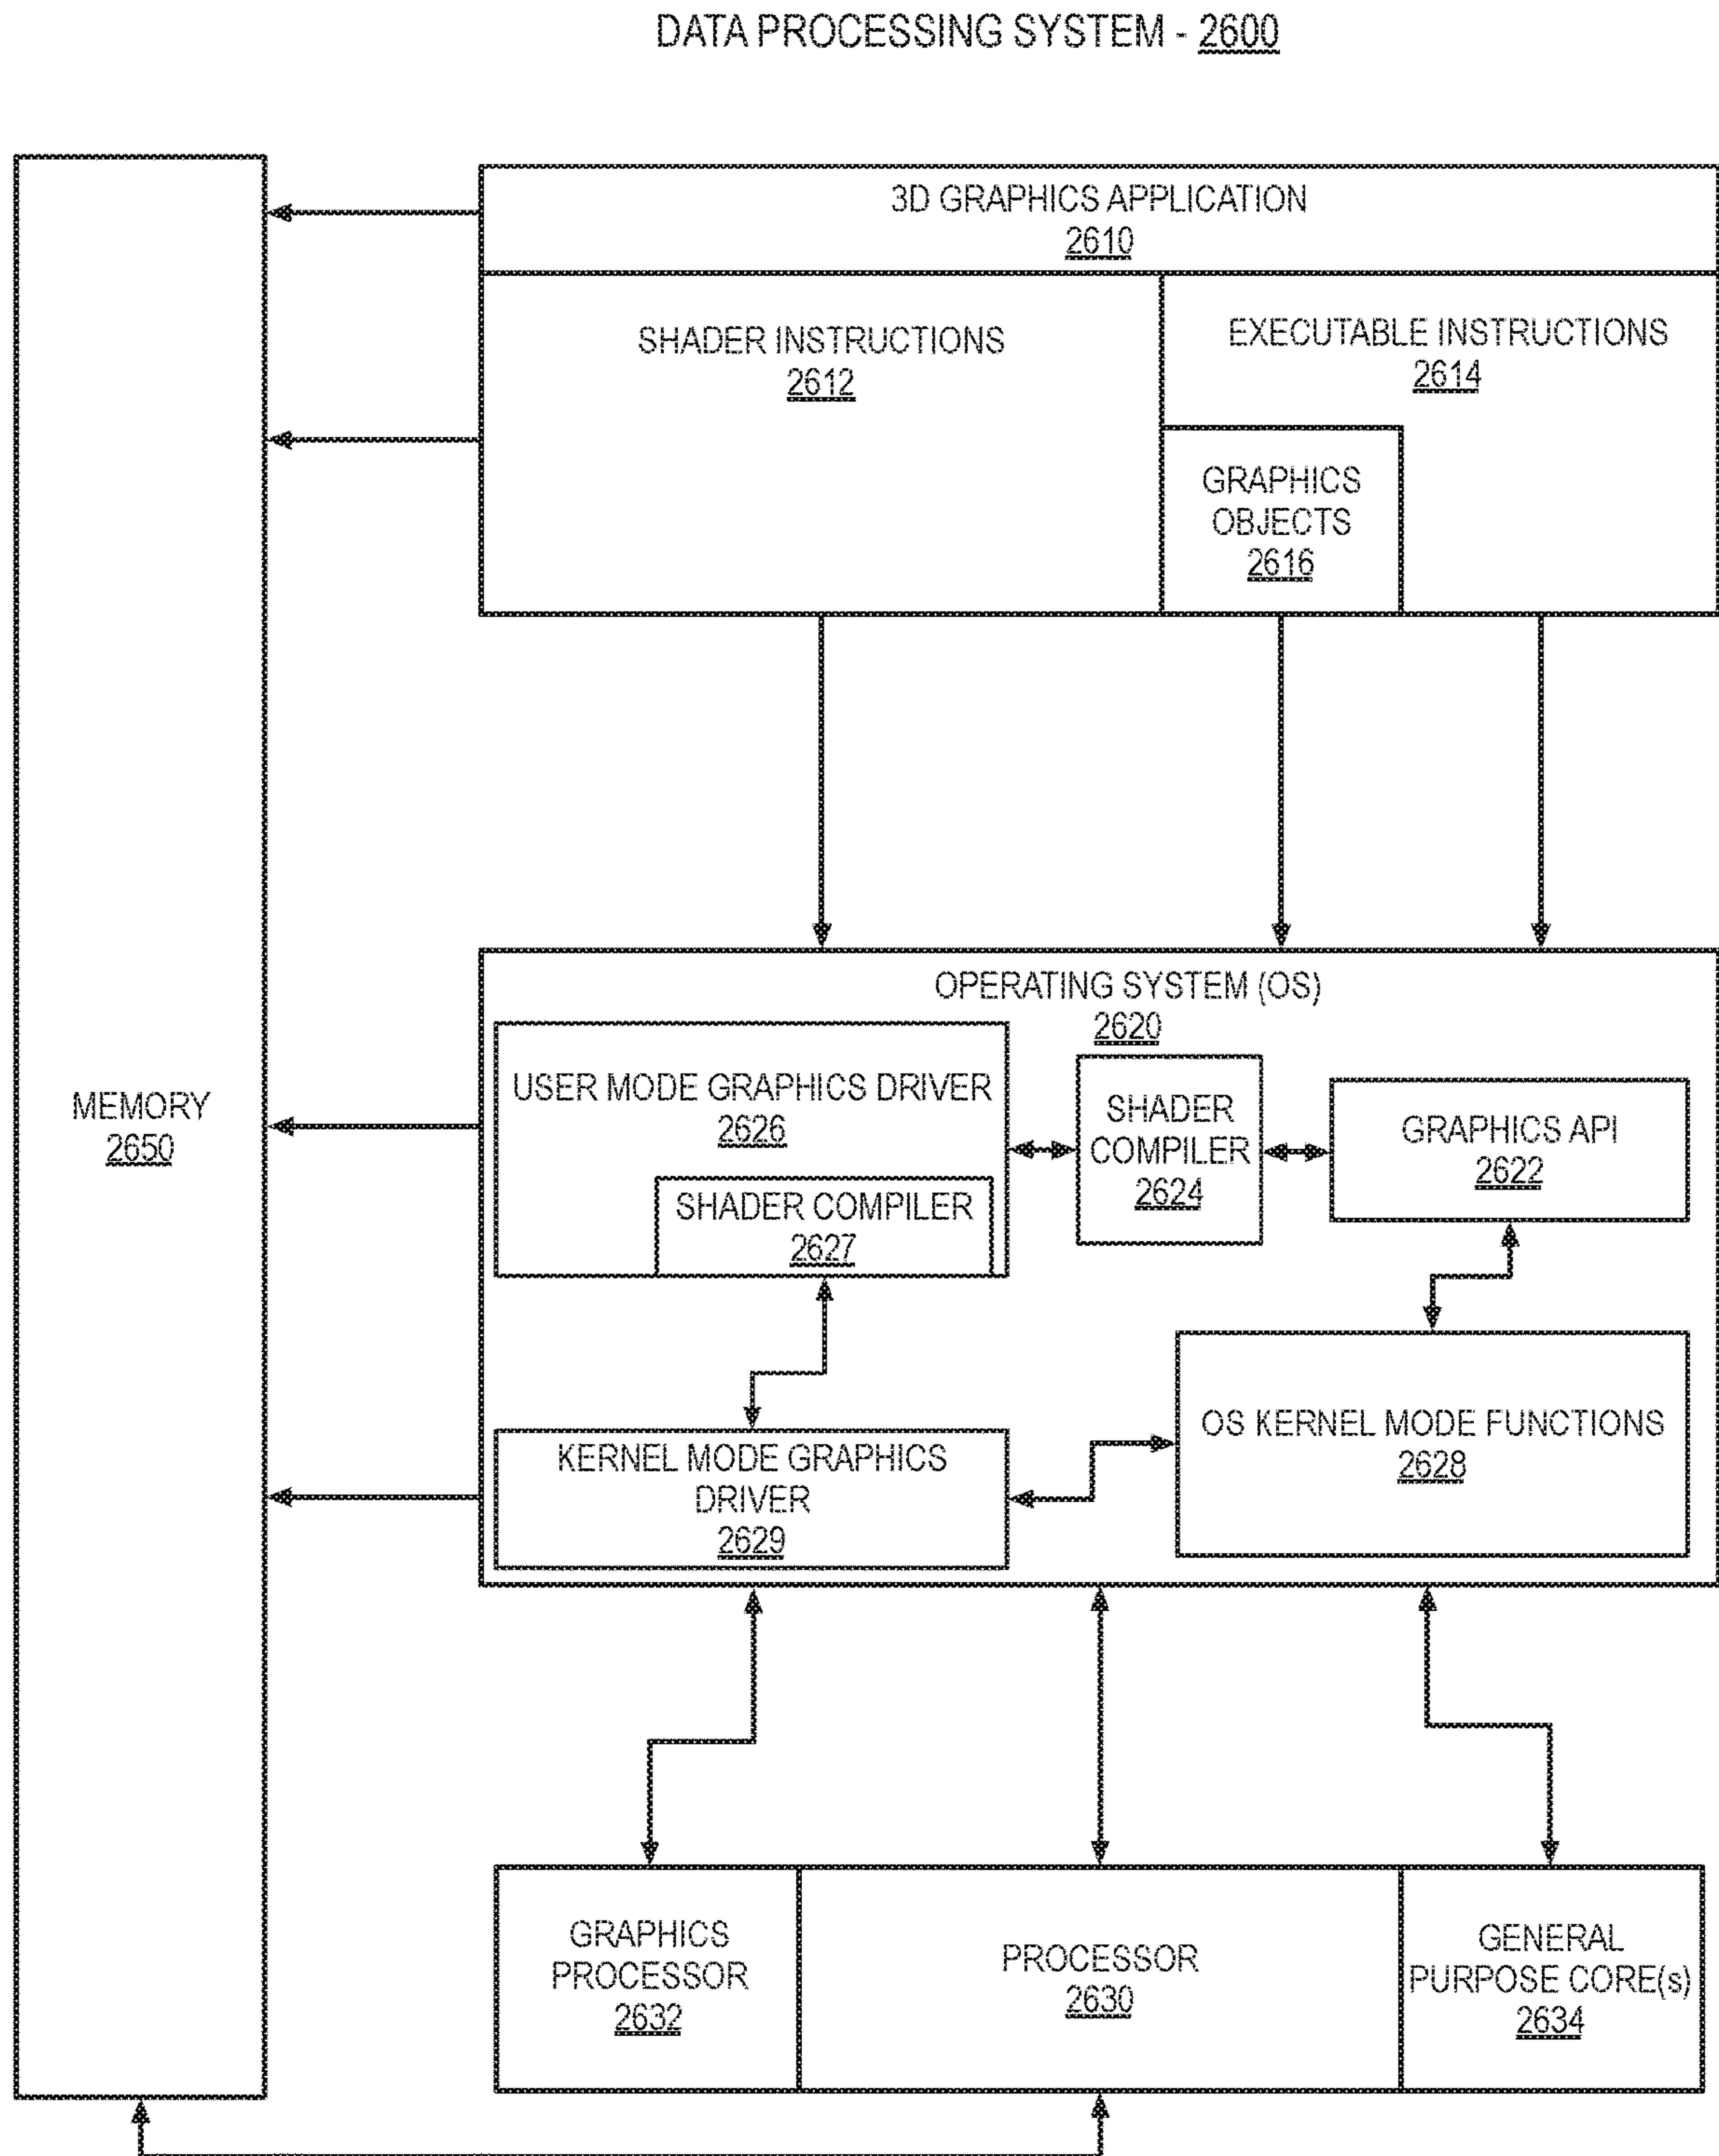 DATA PROCESSING SYSTEM - 2600
3D GRAPHICS APPLICATION
2610
SHADER INSTRUCTIONS
2612
EXECUTABLE INSTRUCTIONS
2614
GRAPHICS
OBJECTS
2616
MEMORY
2650
OPERATING SYSTEM (OS)
2620
USER MODE GRAPHICS DRIVER
2626
SHADER COMPILER
2627
SHADER
COMPILER
2624
GRAPHICS API
2622
KERNEL MODE GRAPHICS
DRIVER
2629
OS KERNEL MODE FUNCTIONS
2628
GRAPHICS
PROCESSOR
2632
PROCESSOR
2630
GENERAL
PURPOSE CORE(s)
2634